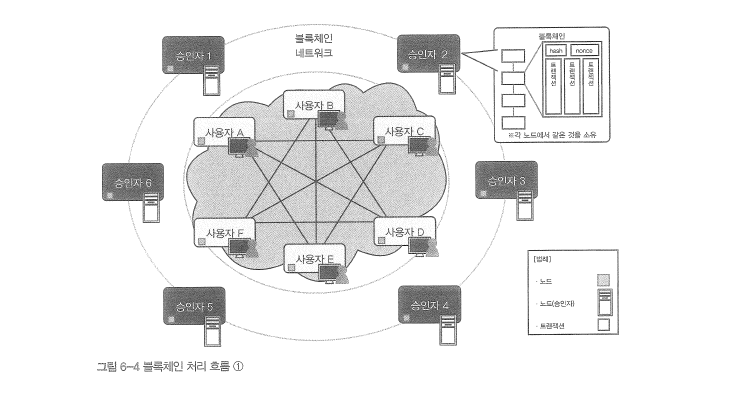 블록체인
네트워크
승인자 1
승인자 2
블록체인
hash
nonce
트랜잭션
트랜잭션
트랜잭션
※각 노드에서 같은 것을 소유
사용자 B
사용자 A
사용자 C
승인자 6
승인자 3
사용자 F
사용자 D
사용자 E
[범례]
· 노드
· 노드(승인자)
· 트랜잭션
승인자 5
승인자 4
그림 6-4 블록체인 처리 흐름 ①